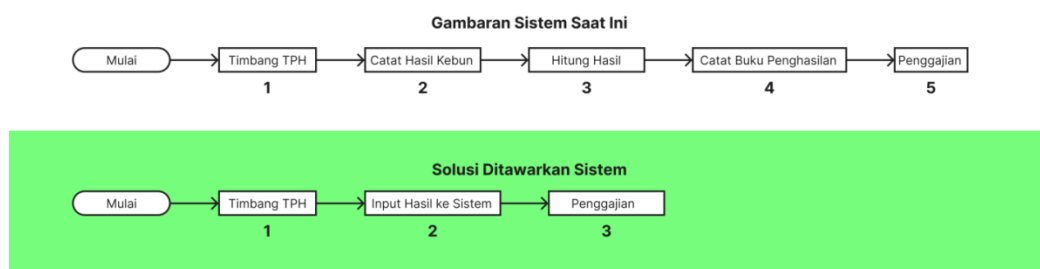 Gambaran Sistem Saat Ini
Mulai
Timbang TPH
Catat Hasil Kebun
Hitung Hasil
Catat Buku Penghasilan
Penggajian
1
2
3
4
5
Solusi Ditawarkan Sistem
Mulai
Timbang TPH
Input Hasil ke Sistem
Penggajian
1
2
3